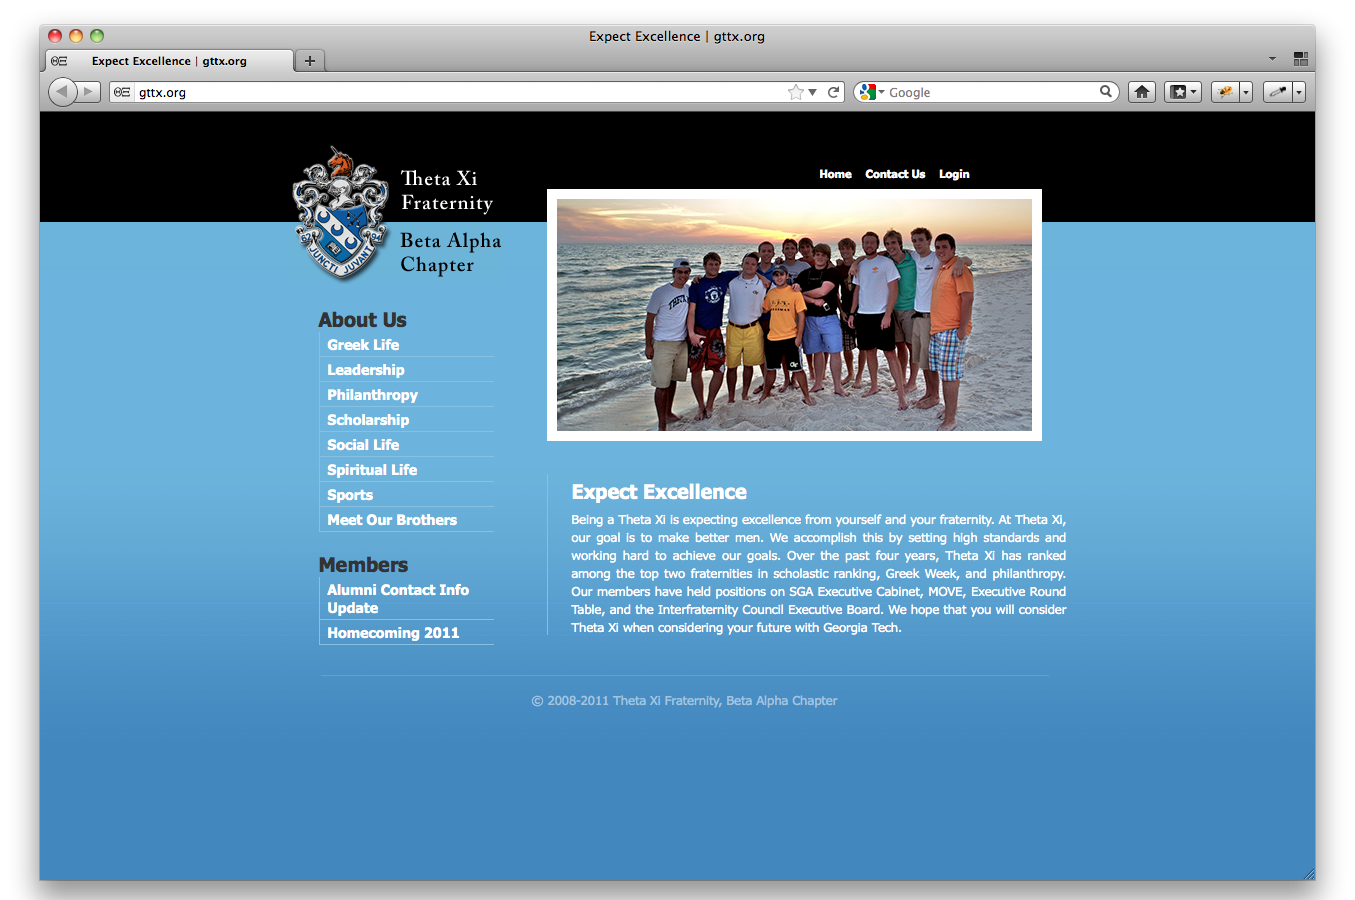 Expect Excellence | gttx.org
ΘΞ Expect Excellence | gttx.org +
ΘΞ gttx.org
Google
Theta Xi
Fraternity
Beta Alpha
Chapter
JUNCTI JUVANT
Home Contact Us Login
About Us
Greek Life
Leadership
Philanthropy
Scholarship
Social Life
Spiritual Life
Sports
Meet Our Brothers
Members
Alumni Contact Info
Update
Homecoming 2011
THETA
Expect Excellence
Being a Theta Xi is expecting excellence from yourself and your fraternity. At Theta Xi,
our goal is to make better men. We accomplish this by setting high standards and
working hard to achieve our goals. Over the past four years, Theta Xi has ranked
among the top two fraternities in scholastic ranking, Greek Week, and philanthropy.
Our members have held positions on SGA Executive Cabinet, MOVE, Executive Round
Table, and the Interfraternity Council Executive Board. We hope that you will consider
Theta Xi when considering your future with Georgia Tech.
© 2008-2011 Theta Xi Fraternity, Beta Alpha Chapter